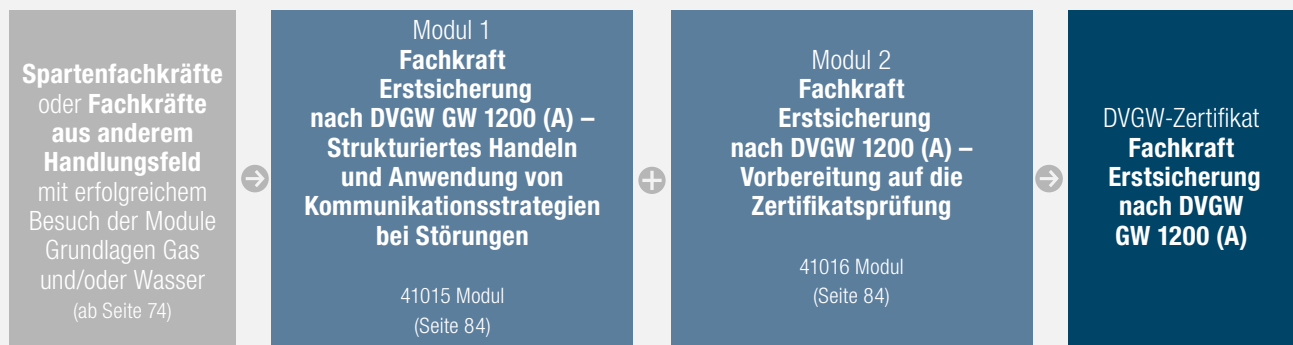 Spartenfachkräfte
oder Fachkräfte
aus anderem
Handlungsfeld
mit erfolgreichem
Besuch der Module
Grundlagen Gas
und/oder Wasser
(ab Seite 74)
Modul 1
Fachkraft
Erstsicherung
nach DVGW GW 1200 (A) –
Strukturiertes Handeln
und Anwendung von
Kommunikationsstrategien
bei Störungen
41015 Modul
(Seite 84)
Modul 2
Fachkraft
Erstsicherung
nach DVGW 1200 (A) –
Vorbereitung auf die
Zertifikatsprüfung
41016 Modul
(Seite 84)
DVGW-Zertifikat
Fachkraft
Erstsicherung
nach DVGW
GW 1200 (A)